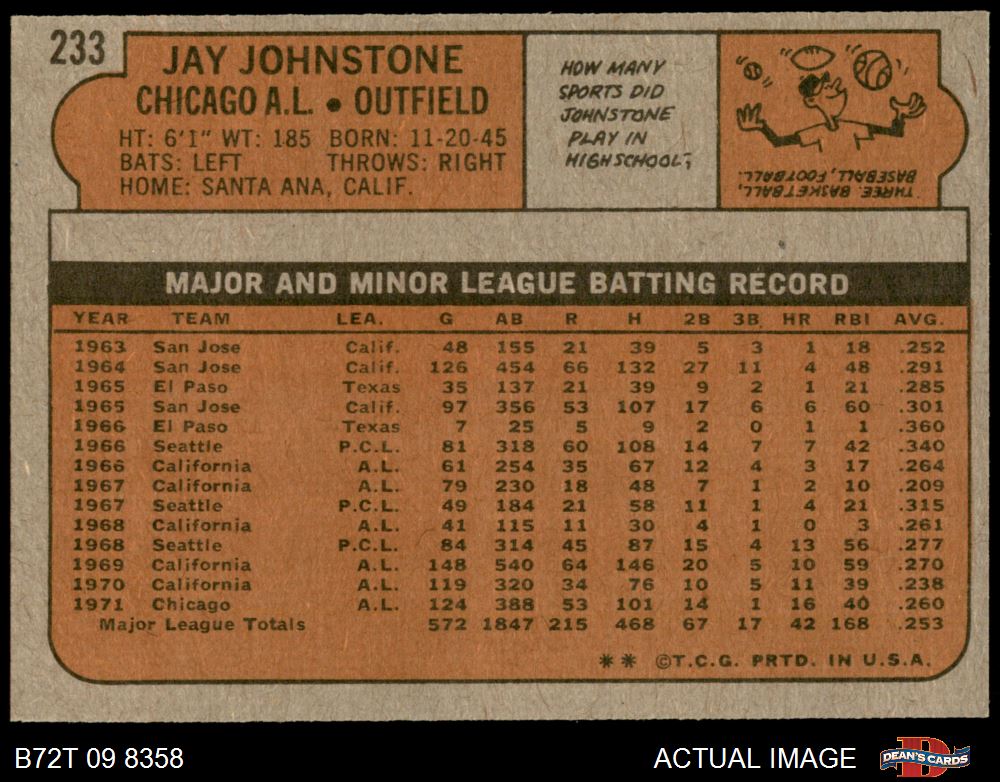 233
JAY JOHNSTONE
CHICAGO A.L. • OUTFIELD
HT: 6'1" WT: 185 BORN: 11-20-45
BATS: LEFT THROWS: RIGHT
HOME: SANTA ANA, CALIF.
HOW MANY
SPORTS DID
JOHNSTONE
PLAY IN
HIGH SCHOOL?
THREE. BASKETBALL,
BASEBALL, FOOTBALL.
MAJOR AND MINOR LEAGUE BATTING RECORD
YEAR TEAM LEA. G AB R H 2B 3B HR RBI AVG.
1963 San Jose Calif. 48 155 21 39 5 3 1 18 .252
1964 San Jose Calif. 126 454 66 132 27 11 4 48 .291
1965 El Paso Texas 35 137 21 39 9 2 1 21 .285
1965 San Jose Calif. 97 356 53 107 17 6 6 60 .301
1966 El Paso Texas 7 25 5 9 2 0 1 1 .360
1966 Seattle P.C.L. 81 318 60 108 14 7 7 42 .340
1966 California A.L. 61 254 35 67 12 4 3 17 .264
1967 California A.L. 79 230 18 48 7 1 2 10 .209
1967 Seattle P.C.L. 49 184 21 58 11 1 4 21 .315
1968 California A.L. 41 115 11 30 4 1 0 3 .261
1968 Seattle P.C.L. 84 314 45 87 15 4 13 56 .277
1969 California A.L. 148 540 64 146 20 5 10 59 .270
1970 California A.L. 119 320 34 76 10 5 11 39 .238
1971 Chicago A.L. 124 388 53 101 14 1 16 40 .260
Major League Totals 572 1847 215 468 67 17 42 168 .253
** ©T.C.G. PRTD. IN U.S.A.
B72T 09 8358
ACTUAL IMAGE
D
DEAN'S CARDS